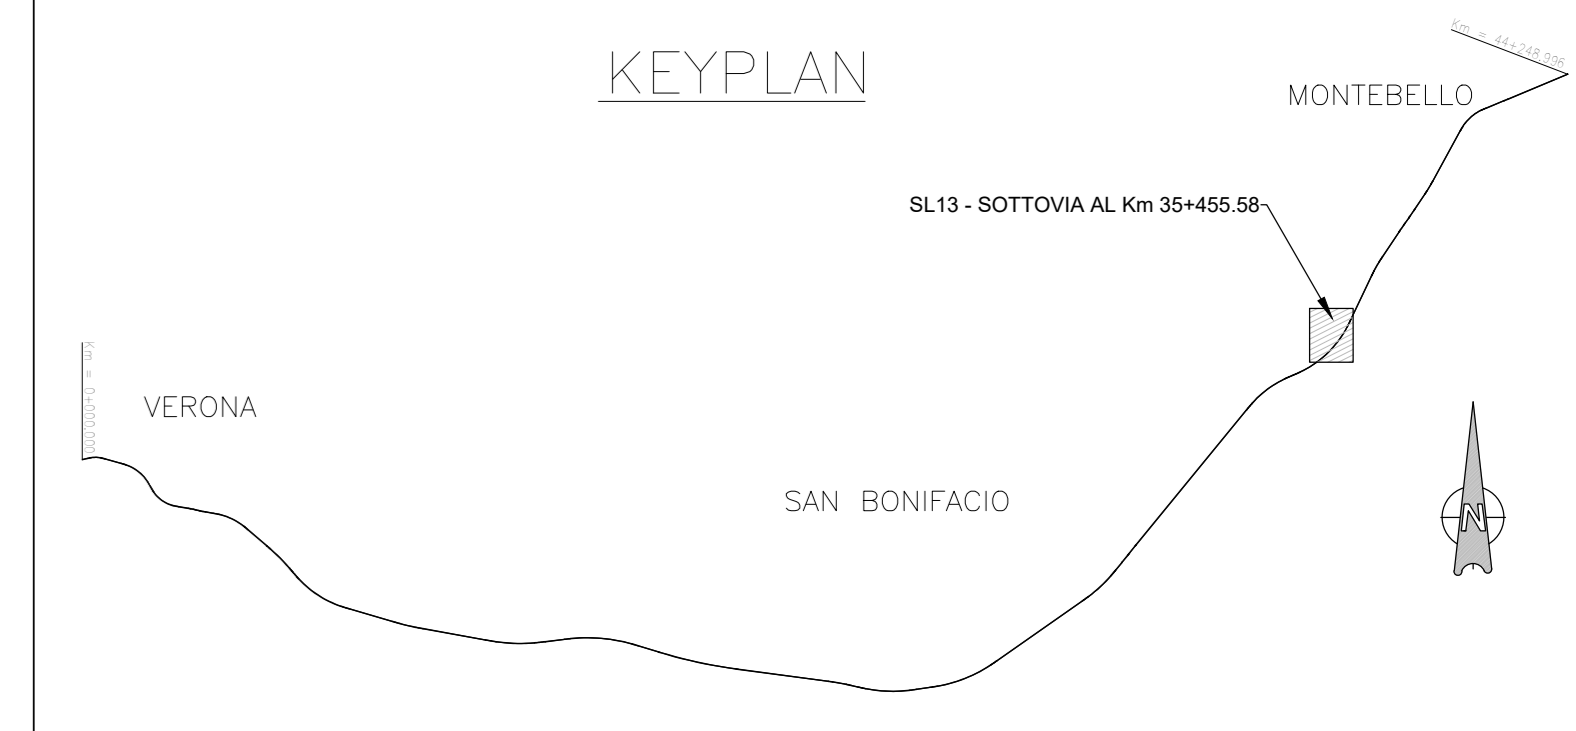 KEYPLAN
Km = 44+248.996
MONTEBELLO
SL13 - SOTTOVIA AL Km 35+455.58
Km = 0+000.000
VERONA
SAN BONIFACIO
N